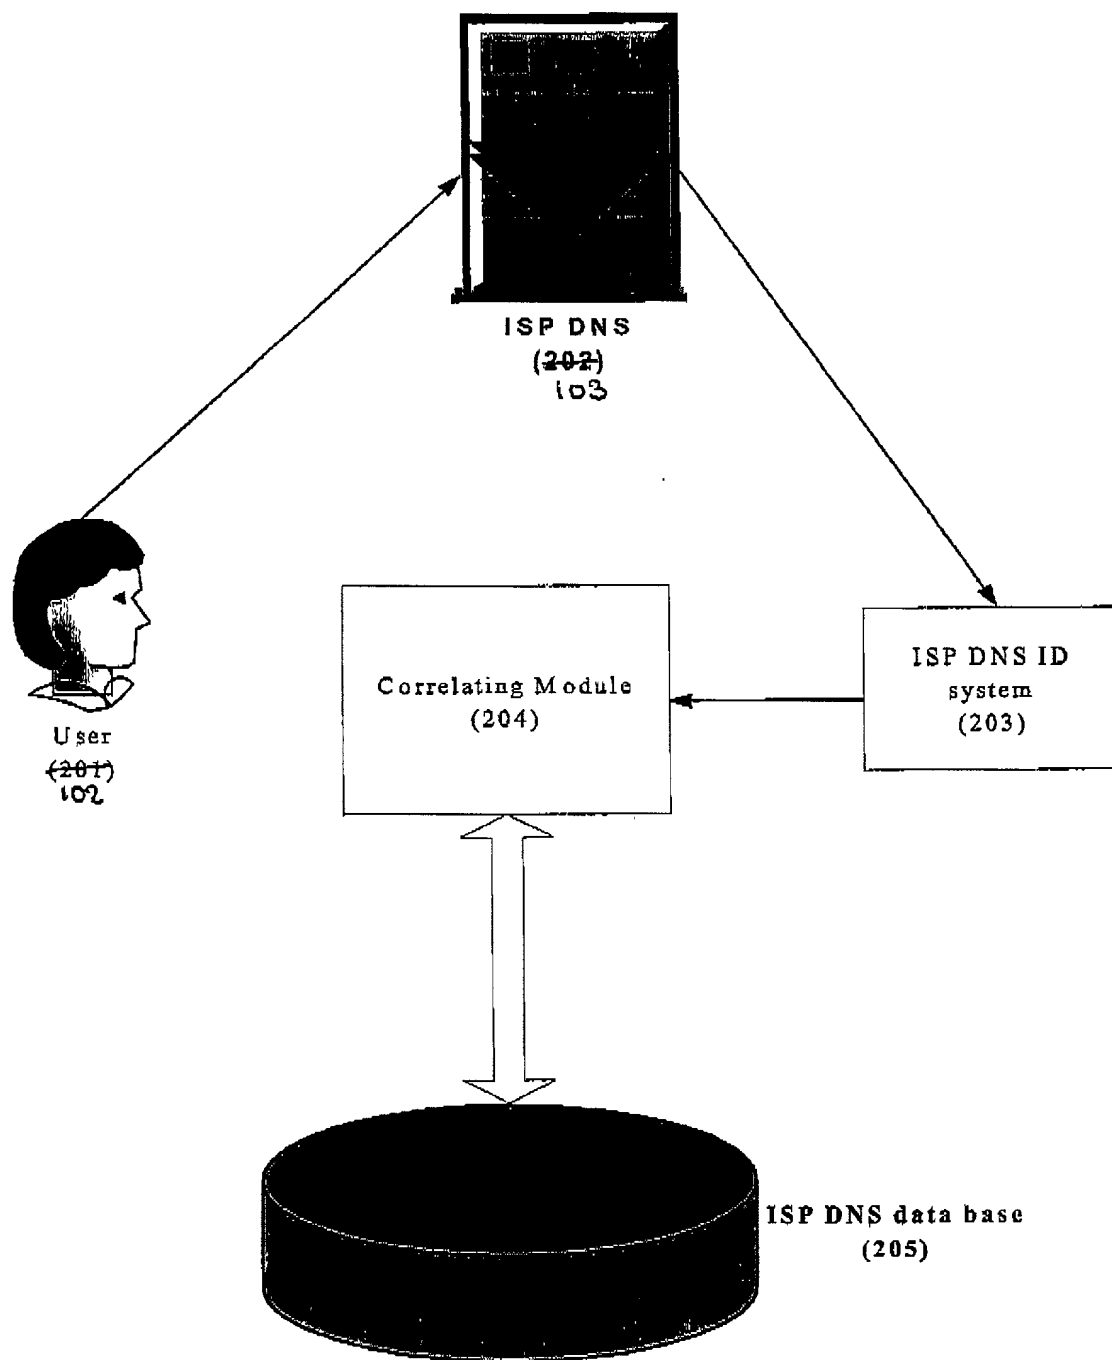 ISP DNS
(202)
103
ISP DNS ID
system
(203)
Correlating Module
(204)
User
(201)
102
ISP DNS data base
(205)